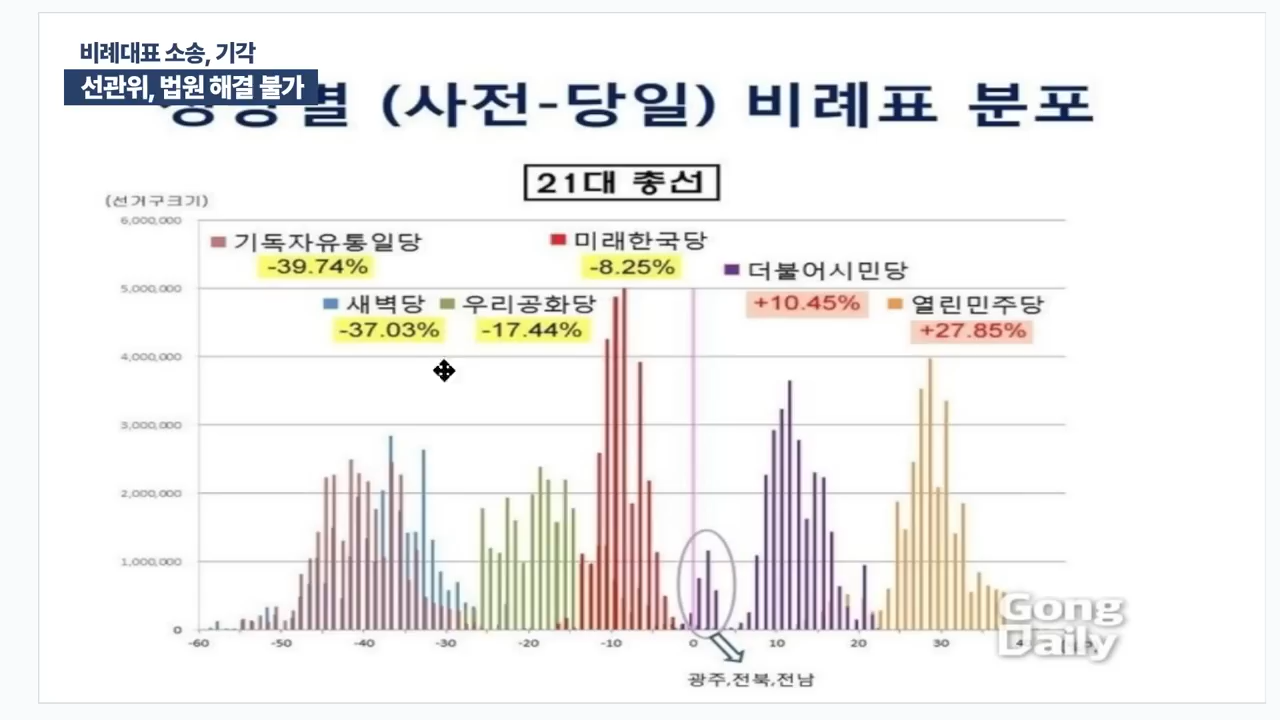 비례대표 소송, 기각
선관위, 법원 해결 불가
(사전-당일) 비례표 분포
21대 총선
(선거구크기)
6,000,000
기독자유통일당
-39.74%
미래한국당
-8.25%
더불어시민당
+10.45%
5,000,000
새벽당
-37.03%
우리공화당
-17.44%
열린민주당
+27.85%
4,000,000
3,000,000
2,000,000
1,000,000
0
-60 -50 -40 -30 -20 -10 0 10 20 30
Gong
Daily
광주,전북,전남